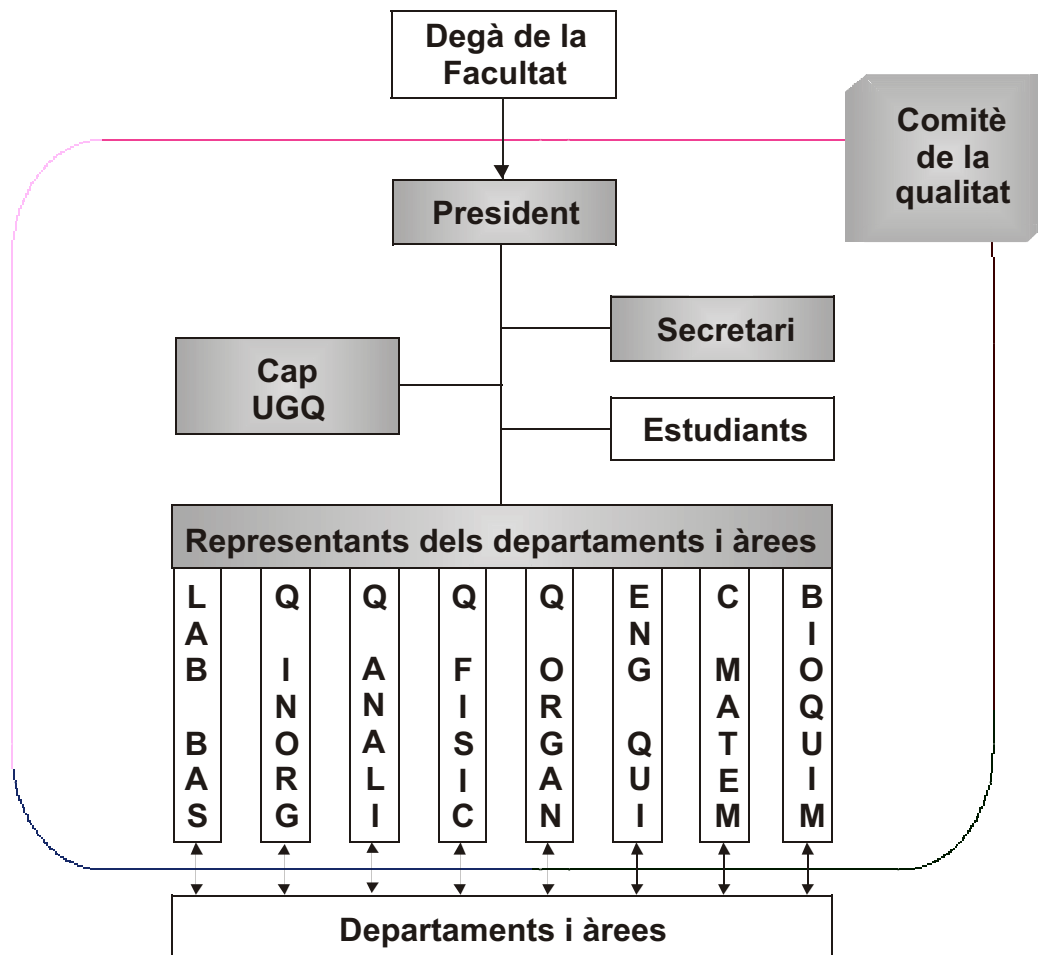 Degà de la
Facultat
Comitè
de la
qualitat
President
Secretari
Cap
UGQ
Estudiants
Representants dels departaments i àrees
LAB BAS
Q INORG
Q ANALI
Q FISIC
Q ORGAN
ENG QUI
C MATEM
BIOQUIM
Departaments i àrees